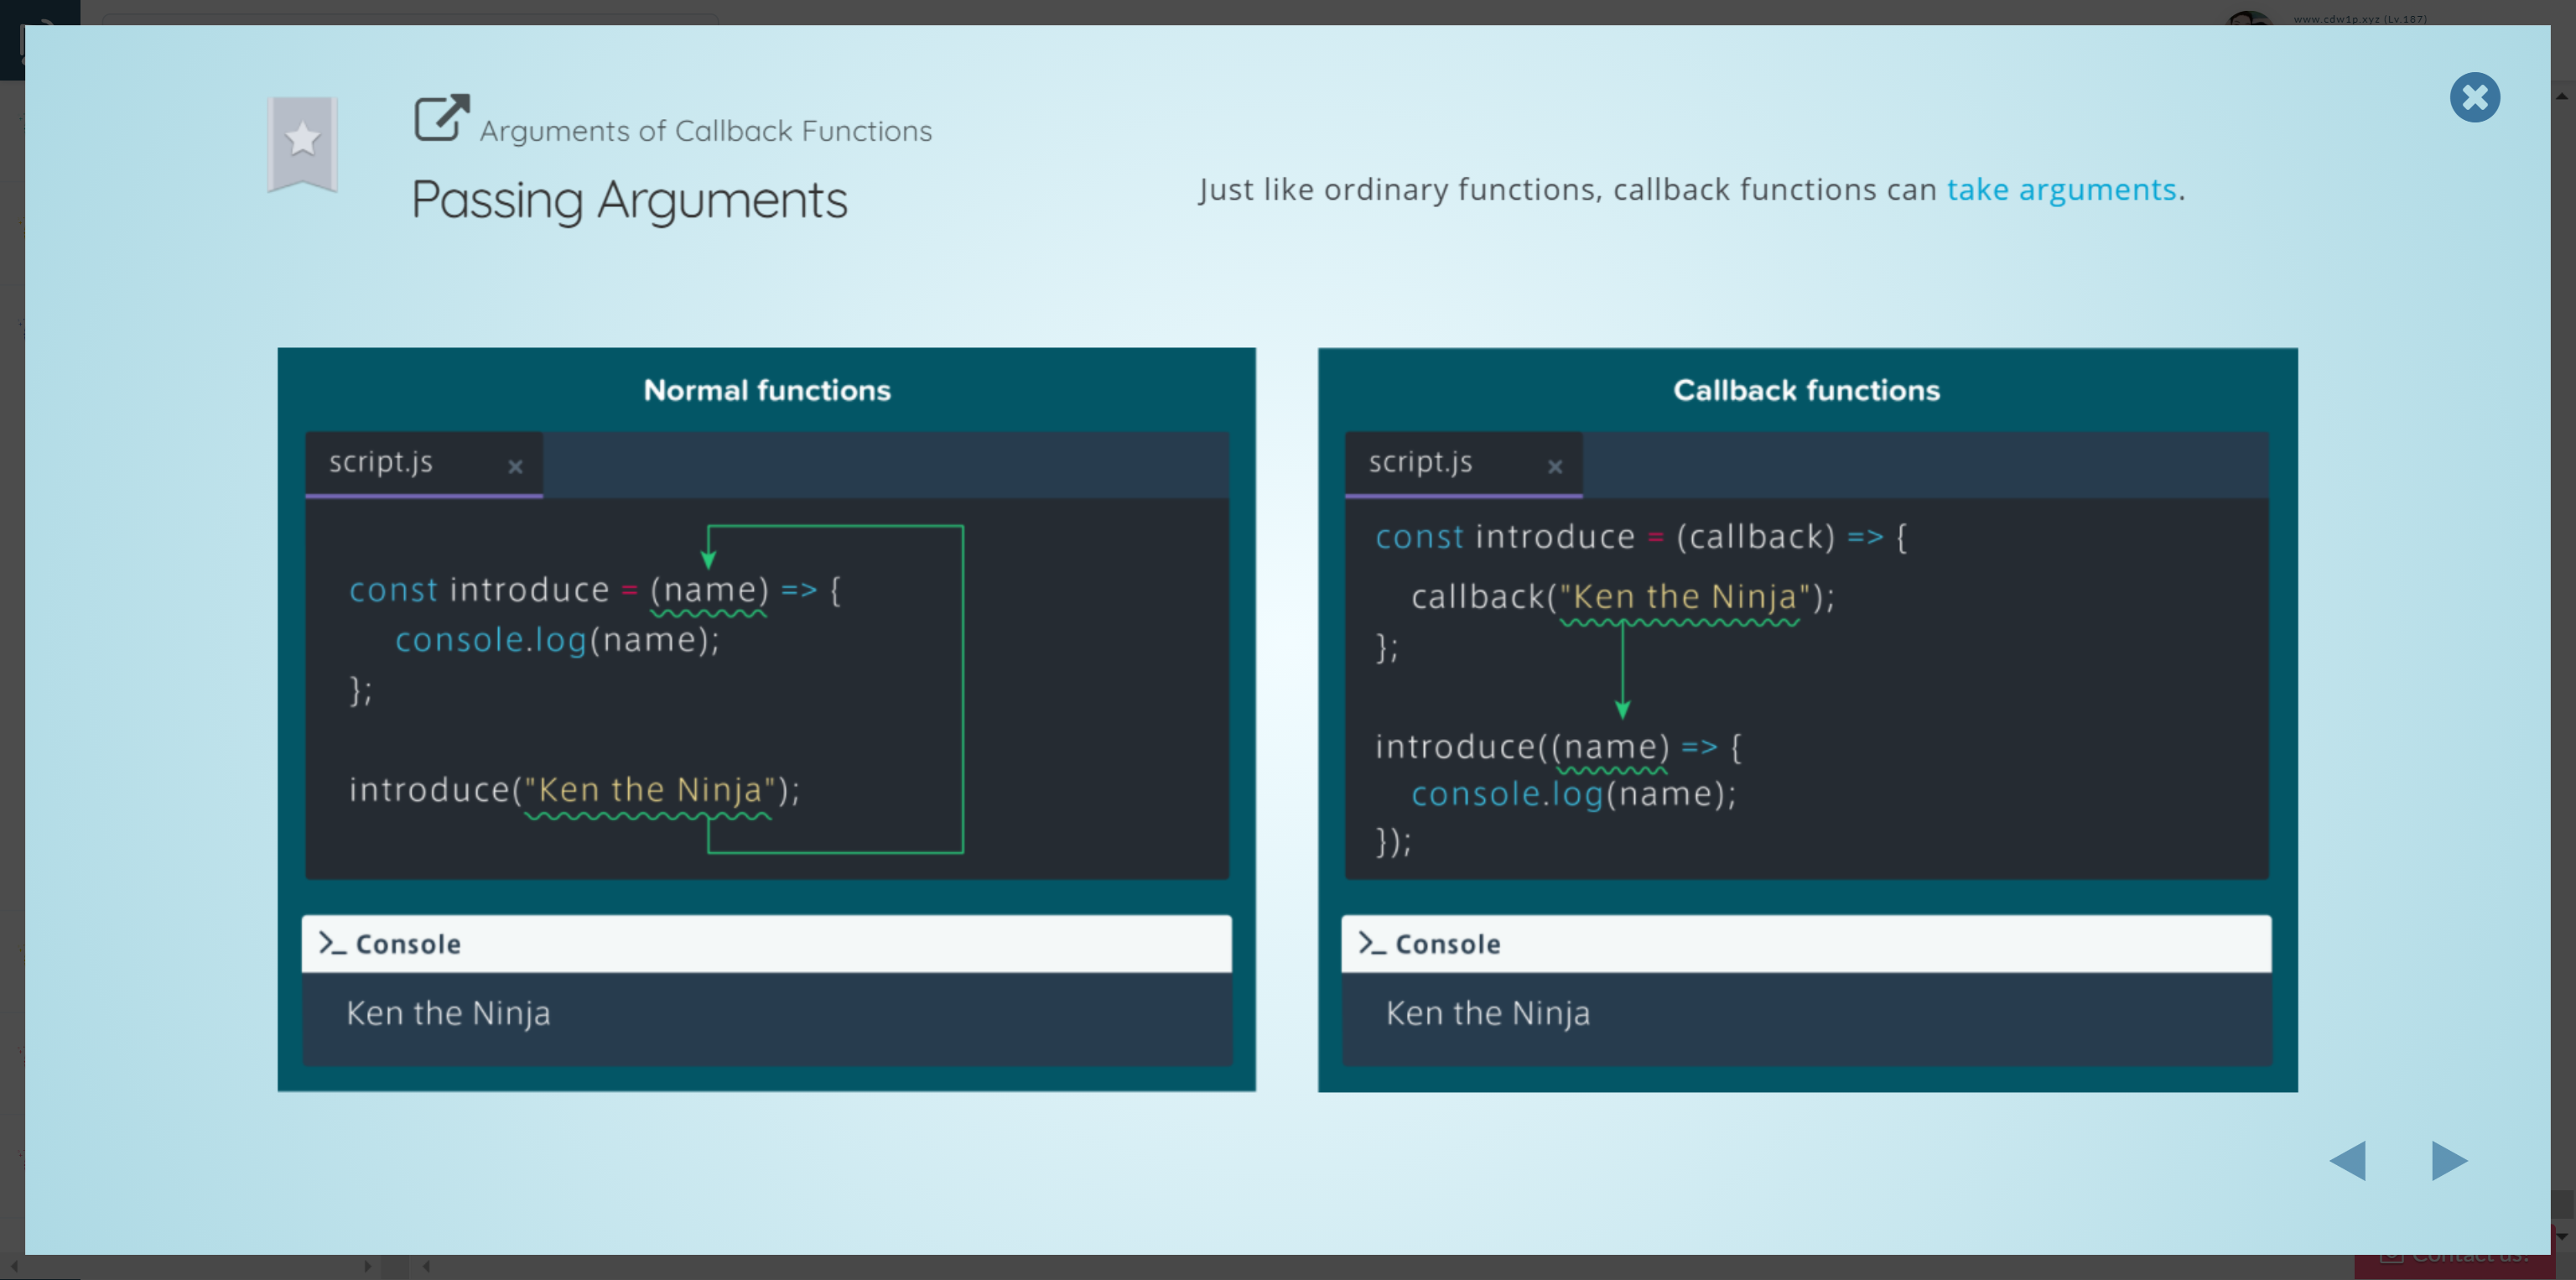 www.cdw1p.xyz (Lv.187)
Arguments of Callback Functions
Passing Arguments
Just like ordinary functions, callback functions can take arguments.
Normal functions
script.js ×
const introduce = (name) => {
console.log(name);
};
introduce("Ken the Ninja");
>_ Console
Ken the Ninja
Callback functions
script.js ×
const introduce = (callback) => {
callback("Ken the Ninja");
};
introduce((name) => {
console.log(name);
});
>_ Console
Ken the Ninja
Contact us!